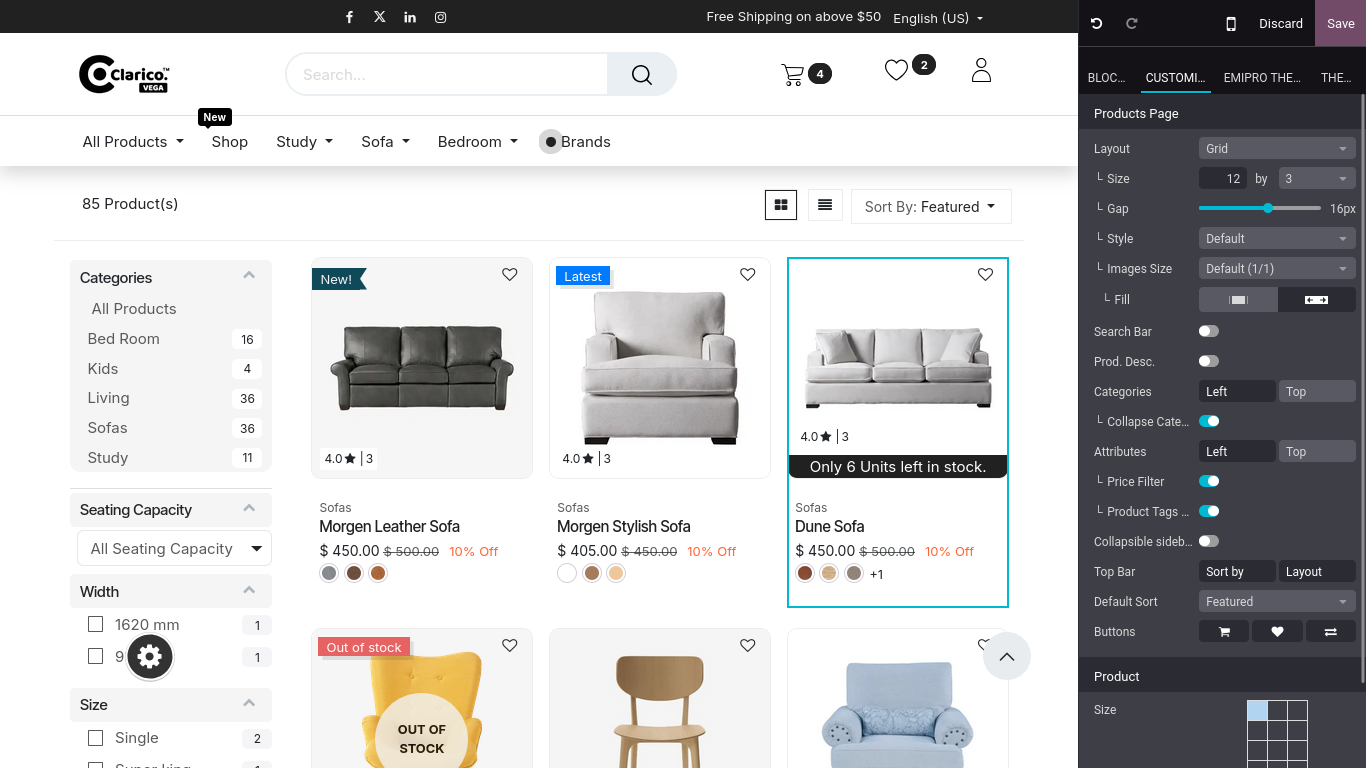 Free Shipping on above $50
English (US)
Discard
Save
Clarico.
VEGA
Search...
4
2
BLOC...
CUSTOMI...
EMIPRO THE...
THE...
New
All Products
Shop
Study
Sofa
Bedroom
Brands
85 Product(s)
Sort By: Featured
Categories
All Products
Bed Room 16
Kids 4
Living 36
Sofas 36
Study 11
Seating Capacity
All Seating Capacity
Width
1620 mm 1
9 1
Size
Single 2
Super king
New!
4.0 | 3
Sofas
Morgen Leather Sofa
$ 450.00 $ 500.00 10% Off
Latest
4.0 | 3
Sofas
Morgen Stylish Sofa
$ 405.00 $ 450.00 10% Off
4.0 | 3
Only 6 Units left in stock.
Sofas
Dune Sofa
$ 450.00 $ 500.00 10% Off
+1
Out of stock
OUT OF
STOCK
Products Page
Layout Grid
└ Size 12 by 3
└ Gap 16px
└ Style Default
└ Images Size Default (1/1)
└ Fill
Search Bar
Prod. Desc.
Categories Left Top
└ Collapse Cate...
Attributes Left Top
└ Price Filter
└ Product Tags ...
Collapsible sideb...
Top Bar Sort by Layout
Default Sort Featured
Buttons
Product
Size